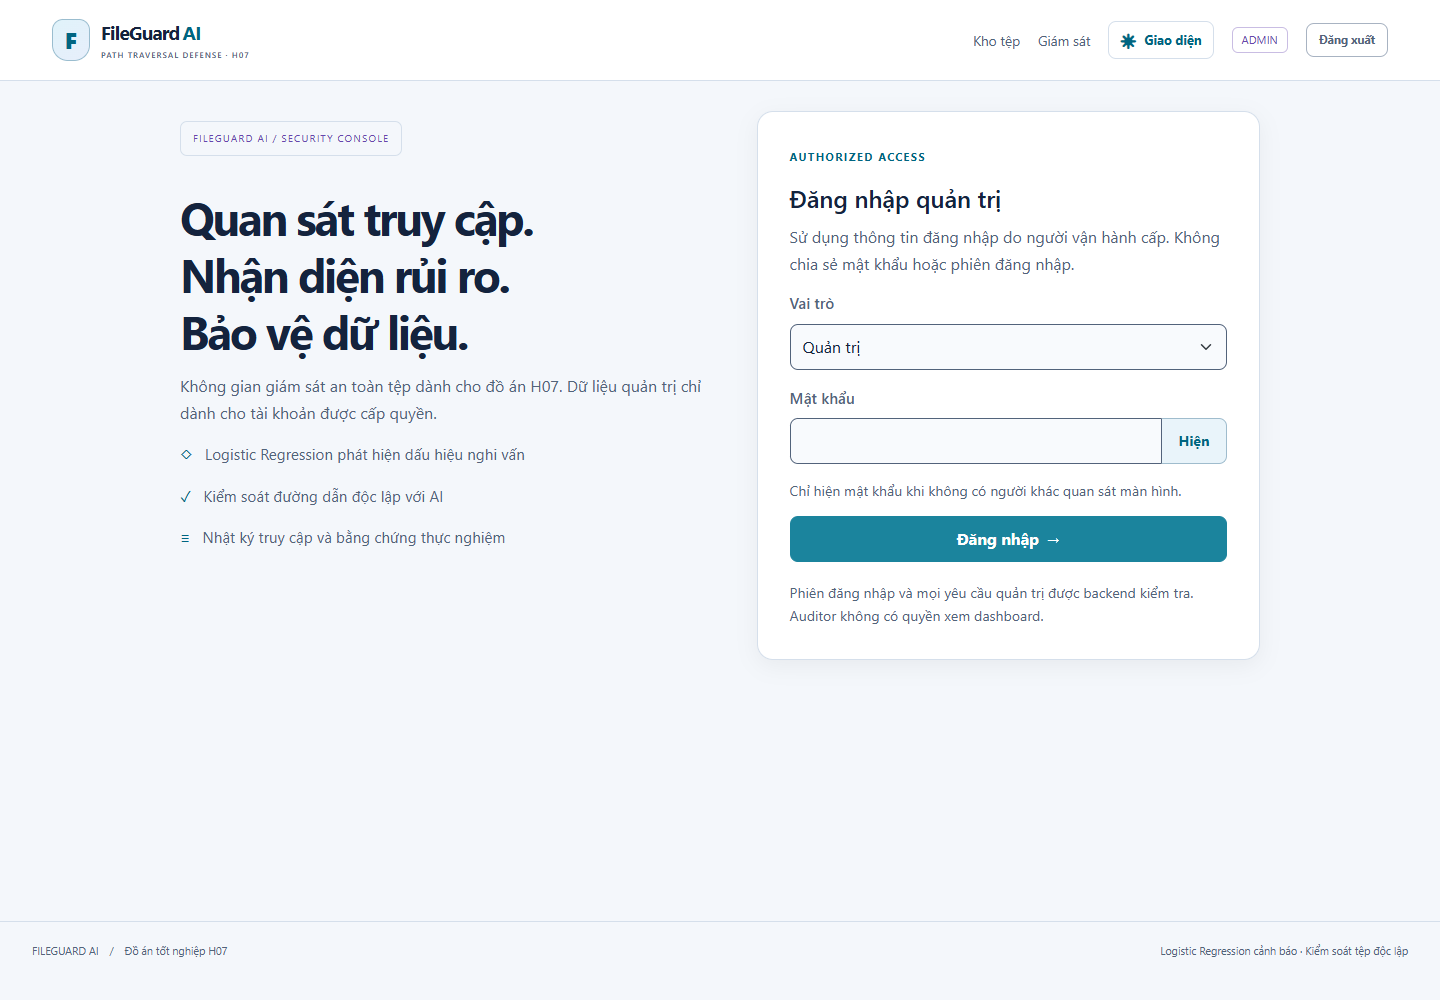 F
FileGuard AI
PATH TRAVERSAL DEFENSE · H07
Kho tệp
Giám sát
Giao diện
ADMIN
Đăng xuất
FILEGUARD AI / SECURITY CONSOLE
Quan sát truy cập.
Nhận diện rủi ro.
Bảo vệ dữ liệu.
Không gian giám sát an toàn tệp dành cho đồ án H07. Dữ liệu quản trị chỉ
dành cho tài khoản được cấp quyền.
◇ Logistic Regression phát hiện dấu hiệu nghi vấn
✓ Kiểm soát đường dẫn độc lập với AI
≡ Nhật ký truy cập và bằng chứng thực nghiệm
AUTHORIZED ACCESS
Đăng nhập quản trị
Sử dụng thông tin đăng nhập do người vận hành cấp. Không
chia sẻ mật khẩu hoặc phiên đăng nhập.
Vai trò
Quản trị
Mật khẩu
Hiện
Chỉ hiện mật khẩu khi không có người khác quan sát màn hình.
Đăng nhập →
Phiên đăng nhập và mọi yêu cầu quản trị được backend kiểm tra.
Auditor không có quyền xem dashboard.
FILEGUARD AI / Đồ án tốt nghiệp H07
Logistic Regression cảnh báo · Kiểm soát tệp độc lập